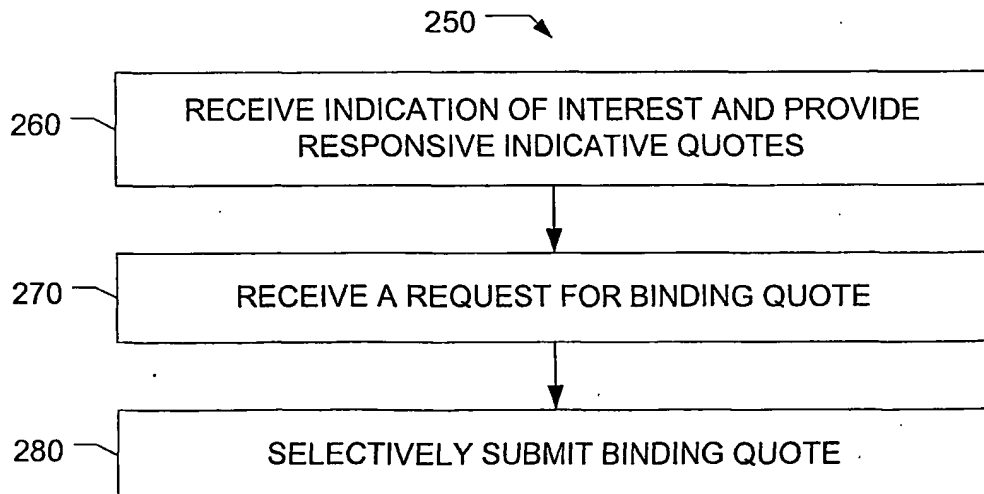 250
260
RECEIVE INDICATION OF INTEREST AND PROVIDE
RESPONSIVE INDICATIVE QUOTES
270
RECEIVE A REQUEST FOR BINDING QUOTE
280
SELECTIVELY SUBMIT BINDING QUOTE